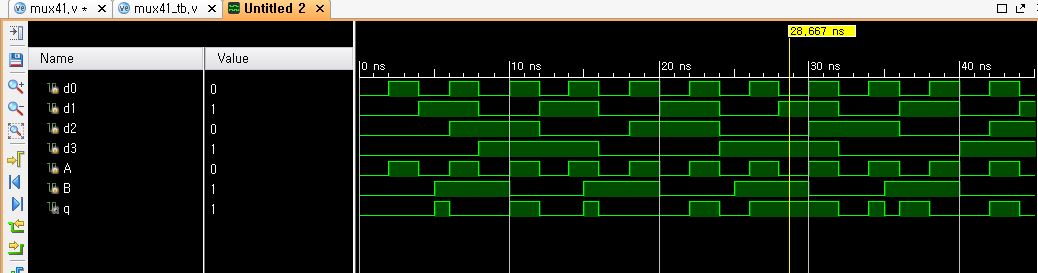 mux41.v * × mux41_tb.v × Untitled 2 ×
28,667 ns
Name Value
0 ns 10 ns 20 ns 30 ns 40 ns
d0 0
d1 1
d2 0
d3 1
A 0
B 1
q 1